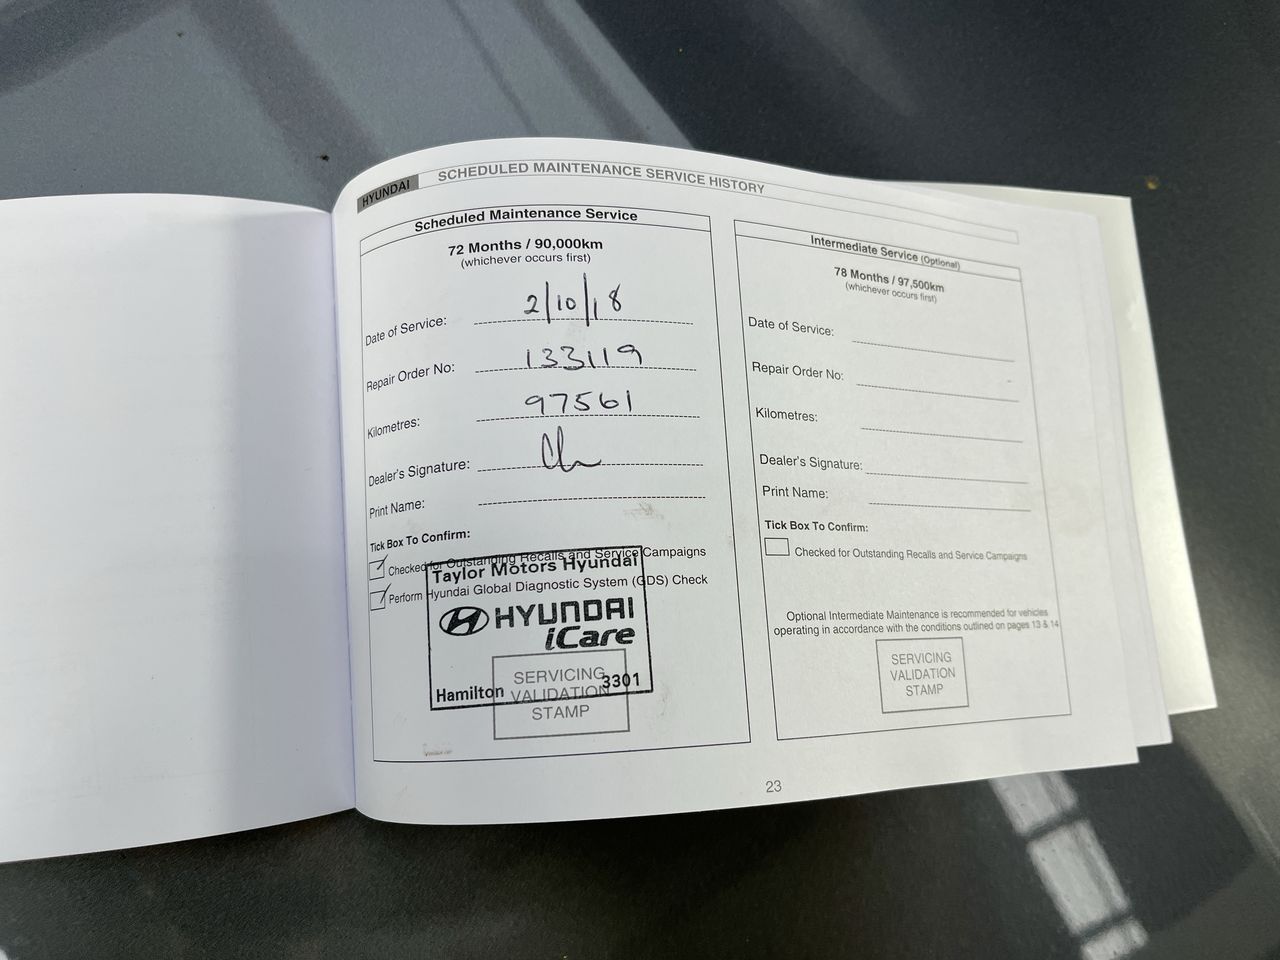 HYUNDAI
SCHEDULED MAINTENANCE SERVICE HISTORY
Scheduled Maintenance Service
72 Months / 90,000km
(whichever occurs first)
Date of Service: 2/10/18
Repair Order No: 133119
Kilometres: 97561
Dealer's Signature:
Print Name:
Tick Box To Confirm:
Checked for Outstanding Recalls and Service Campaigns
Perform Hyundai Global Diagnostic System (GDS) Check
Taylor Motors Hyundai
HYUNDAI
iCare
Hamilton 3301
SERVICING
VALIDATION
STAMP
Intermediate Service (Optional)
78 Months / 97,500km
(whichever occurs first)
Date of Service:
Repair Order No:
Kilometres:
Dealer's Signature:
Print Name:
Tick Box To Confirm:
Checked for Outstanding Recalls and Service Campaigns
Optional Intermediate Maintenance is recommended for vehicles
operating in accordance with the conditions outlined on pages 13 & 14
SERVICING
VALIDATION
STAMP
23